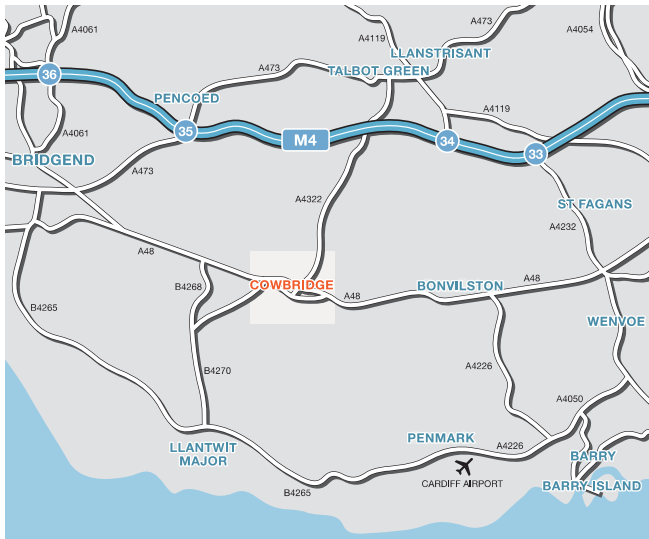 A4061
A473
A4054
A4119
LLANSTRISANT
A473
TALBOT GREEN
36
PENCOED
A4119
A4061
35
M4
34
33
BRIDGEND
A473
A4322
ST FAGANS
A4232
A48
COWBRIDGE
A48
BONVILSTON
A48
B4268
B4265
WENVOE
A4226
B4270
A4050
LLANTWIT
MAJOR
PENMARK
A4226
CARDIFF AIRPORT
BARRY
BARRY ISLAND
B4265